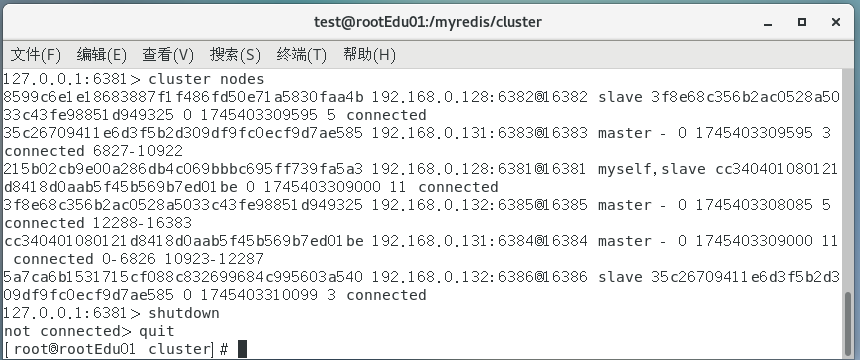 test@rootEdu01:/myredis/cluster
文件(F) 编辑(E) 查看(V) 搜索(S) 终端(T) 帮助(H)
127.0.0.1:6381> cluster nodes
8599c6e1e18683887f1f486fd50e71a5830faa4b 192.168.0.128:6382@16382 slave 3f8e68c356b2ac0528a50
33c43fe98851d949325 0 1745403309595 5 connected
35c26709411e6d3f5b2d309df9fc0ecf9d7ae585 192.168.0.131:6383@16383 master - 0 1745403309595 3
connected 6827-10922
215b02cb9e00a286db4c069bbbc695ff739fa5a3 192.168.0.128:6381@16381 myself,slave cc340401080121
d8418d0aab5f45b569b7ed01be 0 1745403309000 11 connected
3f8e68c356b2ac0528a5033c43fe98851d949325 192.168.0.132:6385@16385 master - 0 1745403308085 5
connected 12288-16383
cc340401080121d8418d0aab5f45b569b7ed01be 192.168.0.131:6384@16384 master - 0 1745403309000 11
connected 0-6826 10923-12287
5a7ca6b1531715cf088c832699684c995603a540 192.168.0.132:6386@16386 slave 35c26709411e6d3f5b2d3
09df9fc0ecf9d7ae585 0 1745403310099 3 connected
127.0.0.1:6381> shutdown
not connected> quit
[root@rootEdu01 cluster]#